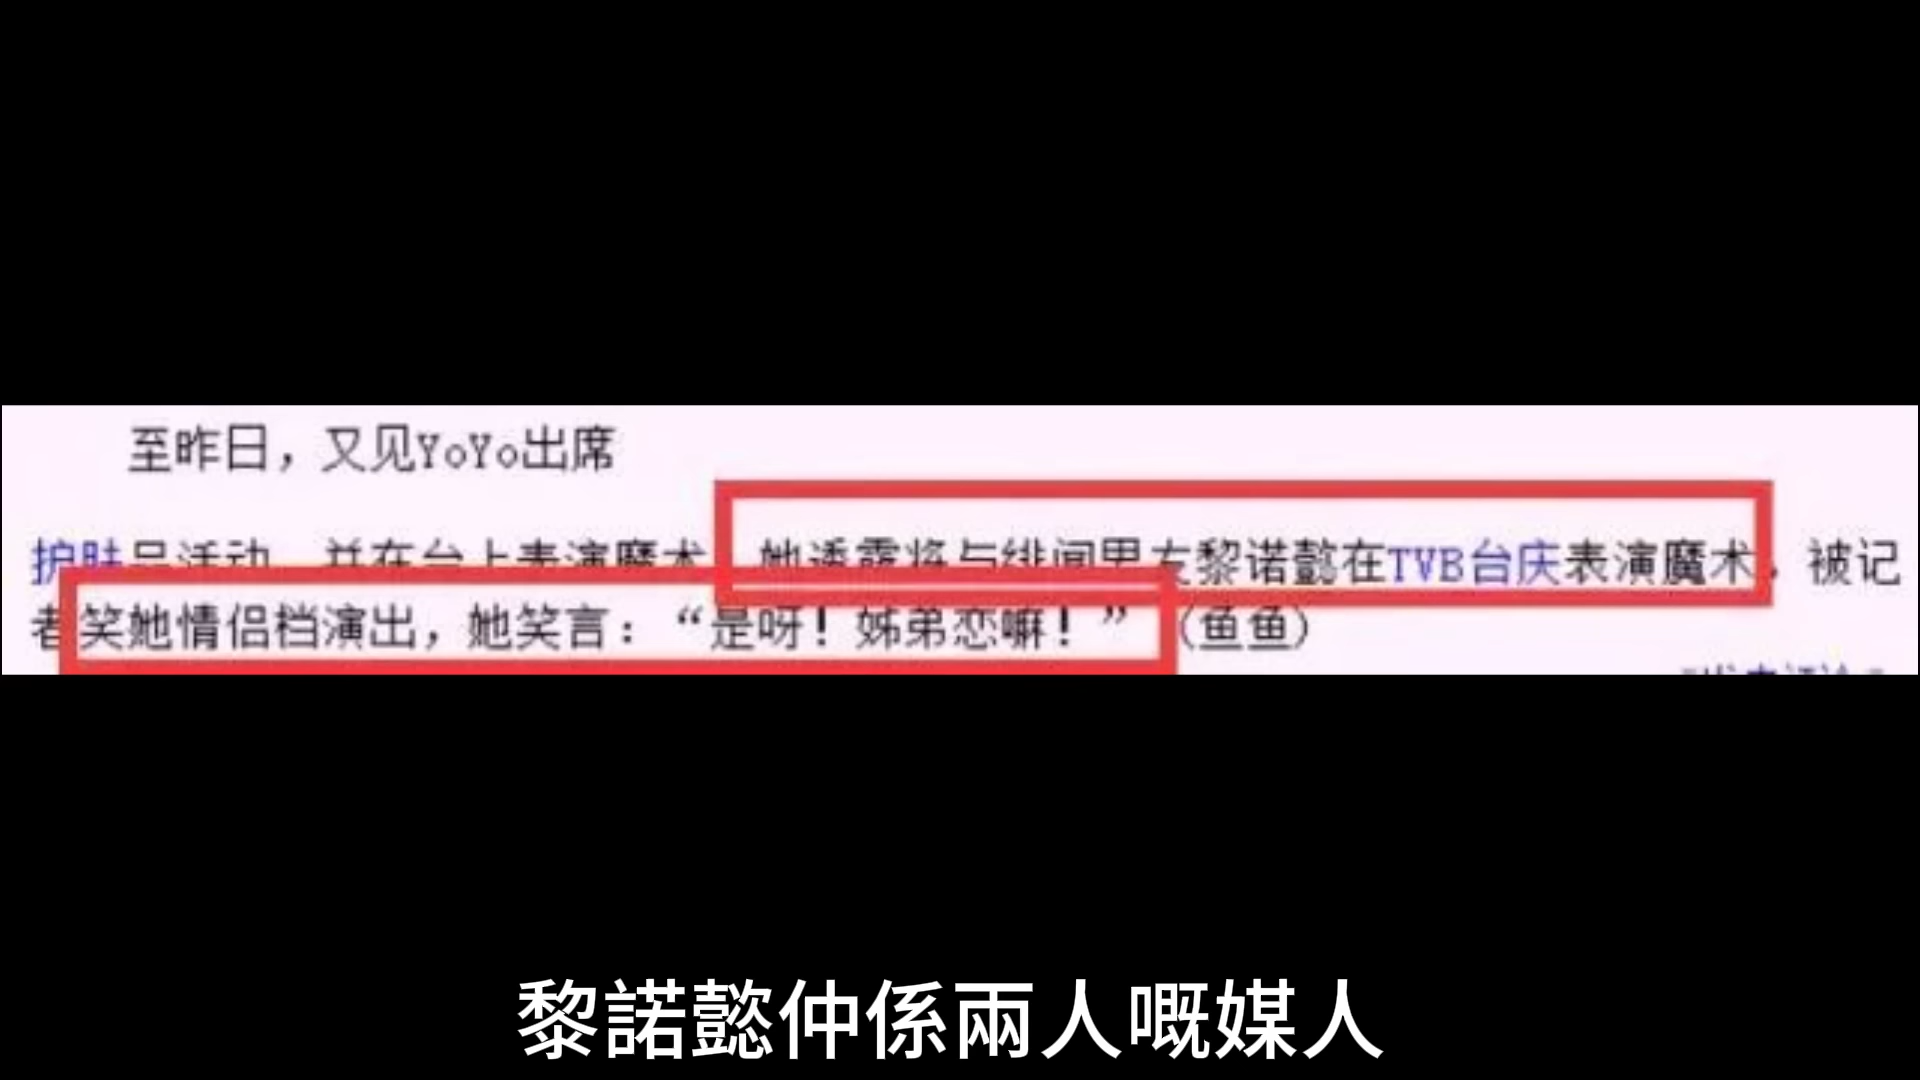 至昨日，又见YoYo出席
护肤品活动，并在台上表演魔术，她透露将与绯闻男友黎诺懿在TVB台庆表演魔术，被记
者笑她情侣档演出，她笑言：“是呀！姊弟恋嘛！”（鱼鱼）
黎諾懿仲係兩人嘅媒人